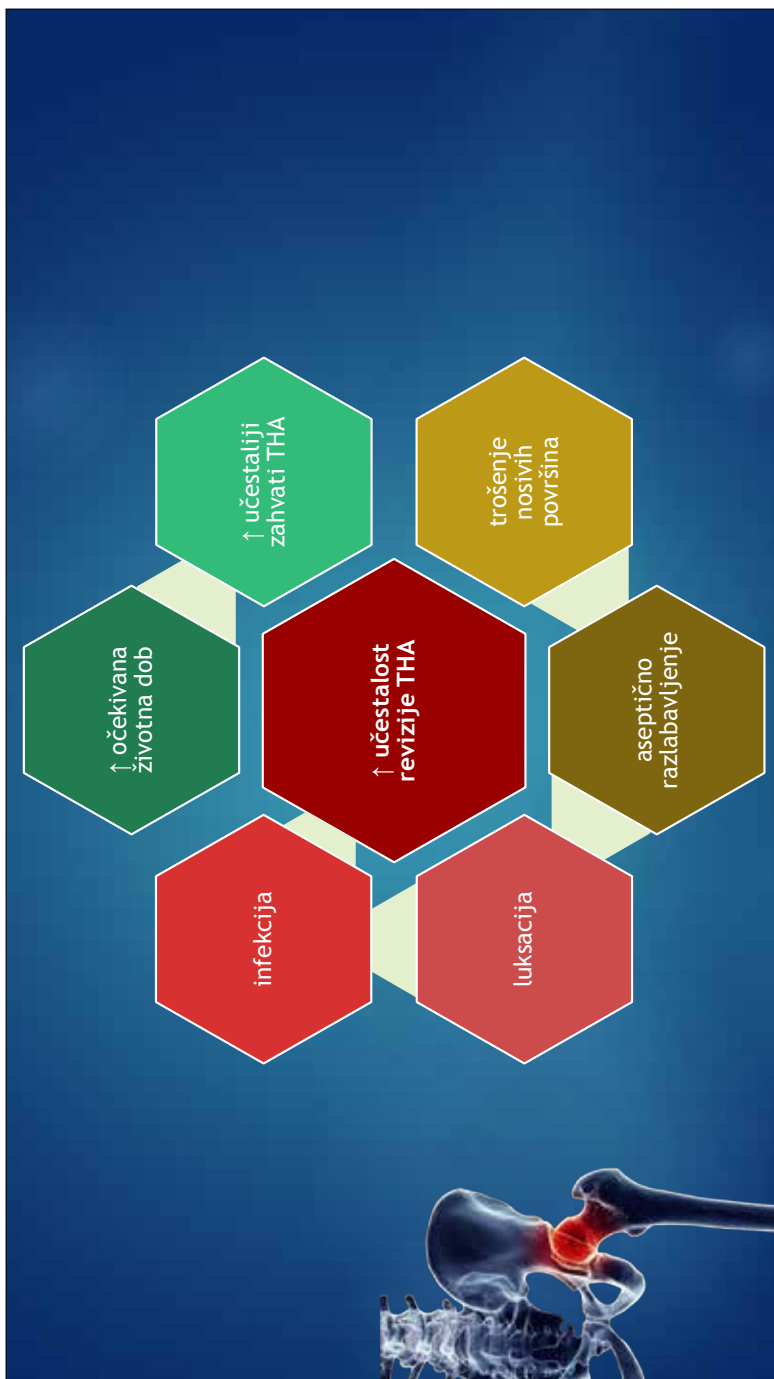 ↑ učestalost
revizije THA
↑ očekivana
životna dob
↑ učestaliji
zahvati THA
trošenje
nosivih
površina
aseptično
razlabavljenje
luksacija
infekcija